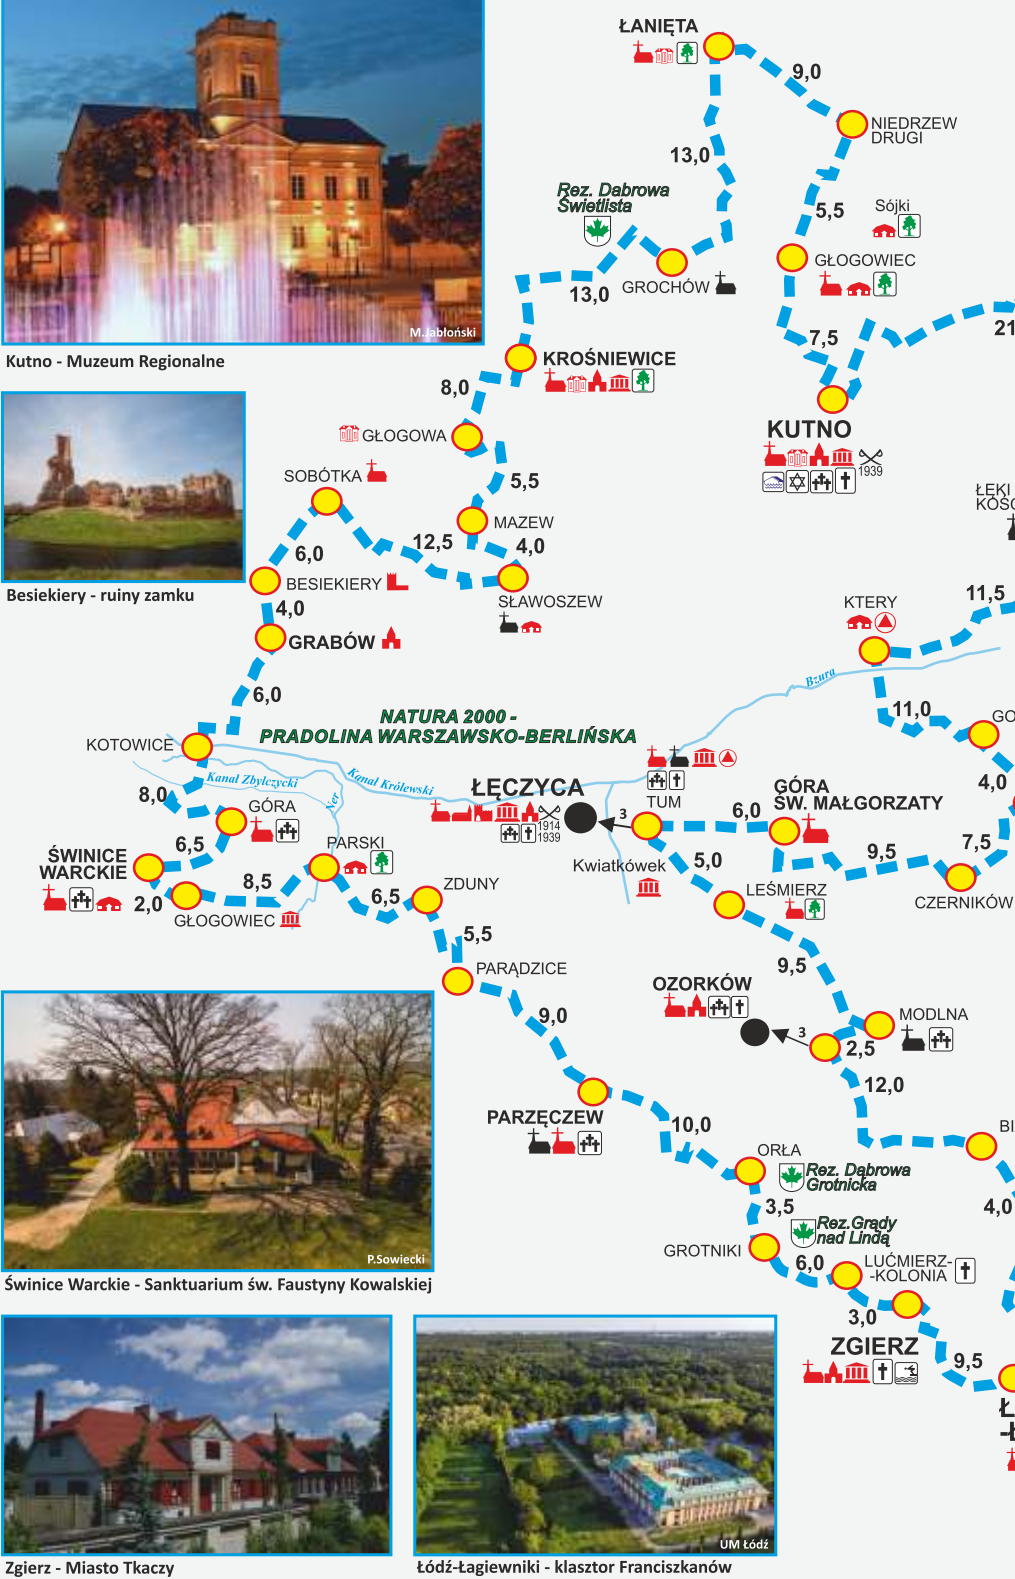 M.Jabłoński
Kutno - Muzeum Regionalne
Besiekiery - ruiny zamku
ŁANIĘTA
9,0
NIEDRZEW
DRUGI
13,0
5,5
Rez. Dabrowa
Świetlista
Sójki
GŁOGOWIEC
GROCHÓW
13,0
21
7,5
KROŚNIEWICE
8,0
KUTNO
1939
GŁOGOWA
SOBÓTKA
5,5
ŁĘKI
KOŚC
MAZEW
12,5
4,0
6,0
BESIEKIERY
SŁAWOSZEW
4,0
GRABÓW
KTERY
11,5
6,0
Bzura
11,0
NATURA 2000 -
PRADOLINA WARSZAWSKO-BERLIŃSKA
GO
KOTOWICE
Kanał Zbylczycki
Kanał Królewski
Ner
4,0
8,0
ŁĘCZYCA
1914
1939
3
TUM
6,0
GÓRA
ŚW. MAŁGORZATY
GÓRA
6,5
PARSKI
7,5
9,5
ŚWINICE
WARCKIE
8,5
5,0
Kwiatkówek
ZDUNY
6,5
2,0
GŁOGOWIEC
LEŚMIERZ
CZERNIKÓW
5,5
PARĄDZICE
9,5
OZORKÓW
9,0
MODLNA
3
2,5
12,0
PARZĘCZEW
10,0
BI
ORŁA
Rez. Dąbrowa
Grotnicka
3,5
4,0
Rez.Grądy
nad Lindą
GROTNIKI
6,0
LUĆMIERZ-
-KOLONIA
3,0
ZGIERZ
9,5
Ł
-Ł
P.Sowiecki
Świnice Warckie - Sanktuarium św. Faustyny Kowalskiej
Zgierz - Miasto Tkaczy
UM Łódź
Łódź-Łagiewniki - klasztor Franciszkanów